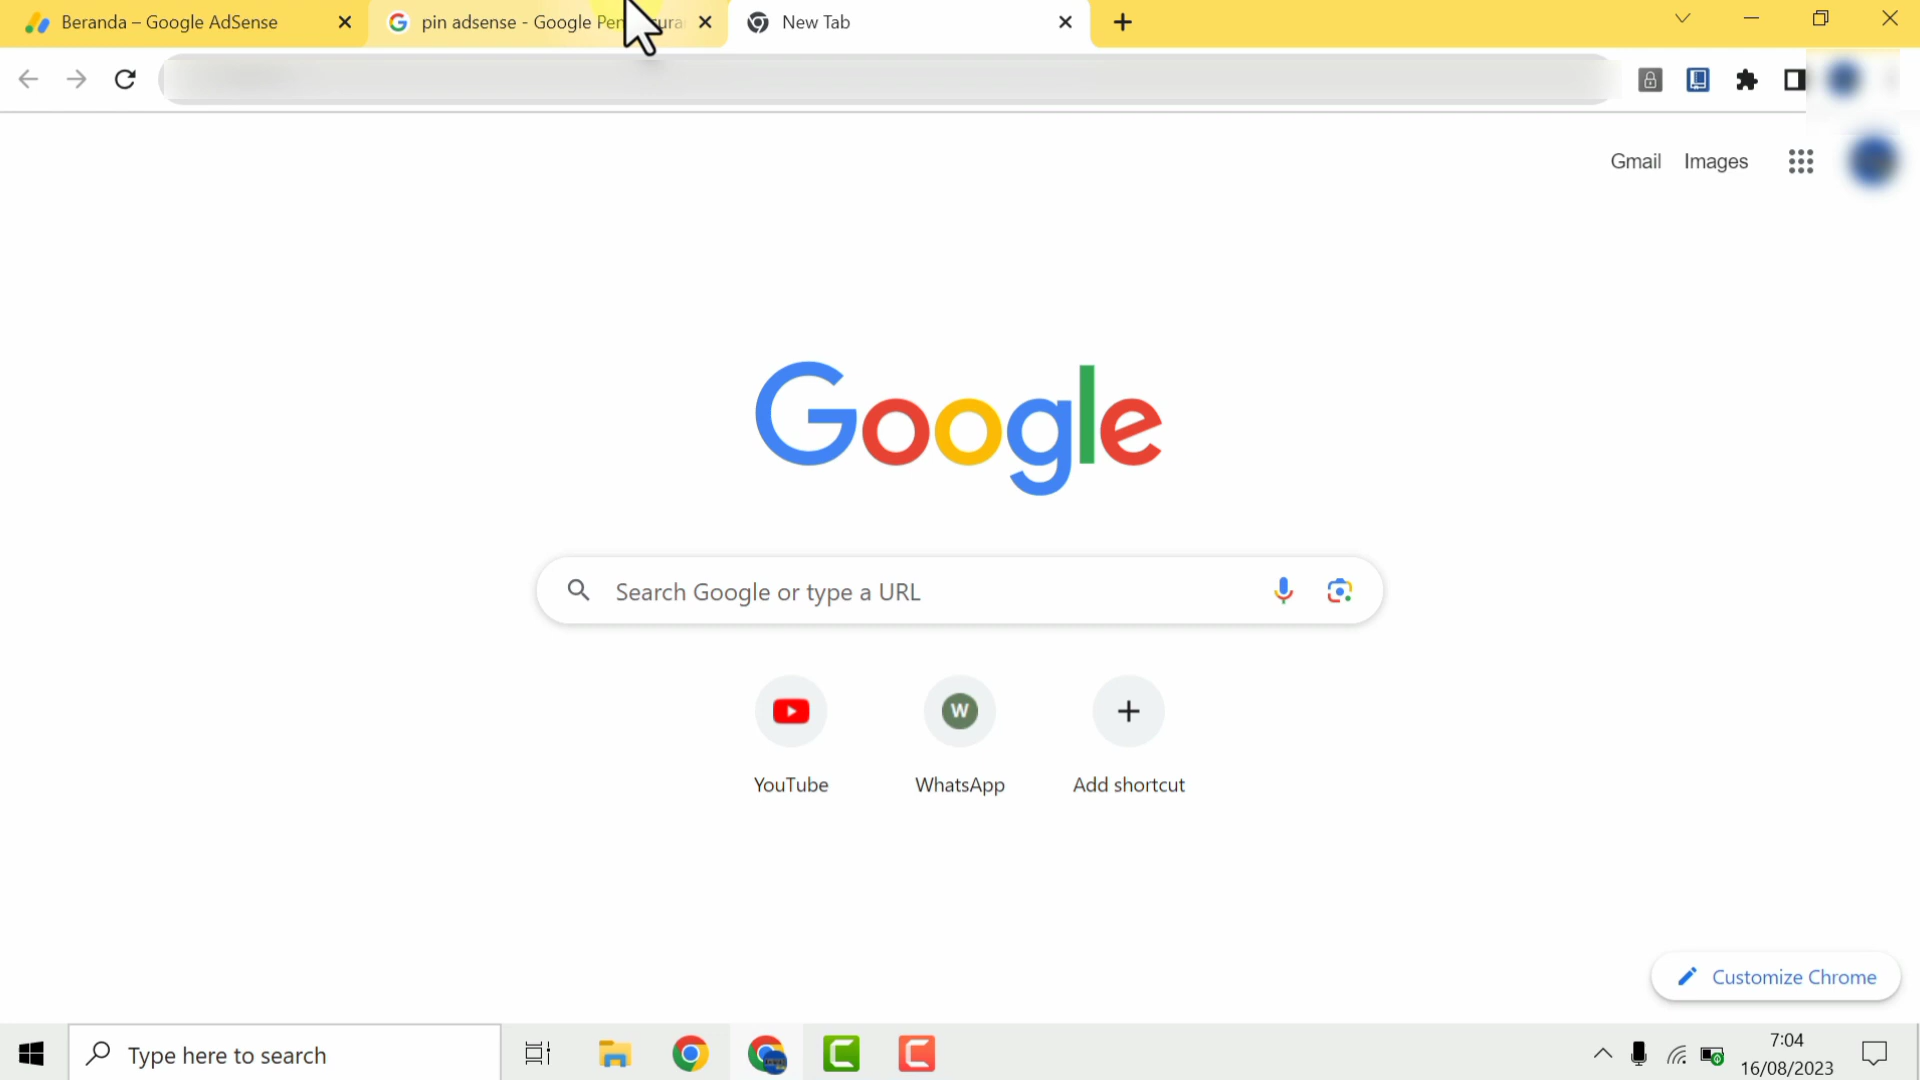 Beranda – Google AdSense
pin adsense - Google
New Tab
Gmail Images
Google
Search Google or type a URL
W
YouTube WhatsApp Add shortcut
Customize Chrome
Type here to search
7:04
16/08/2023